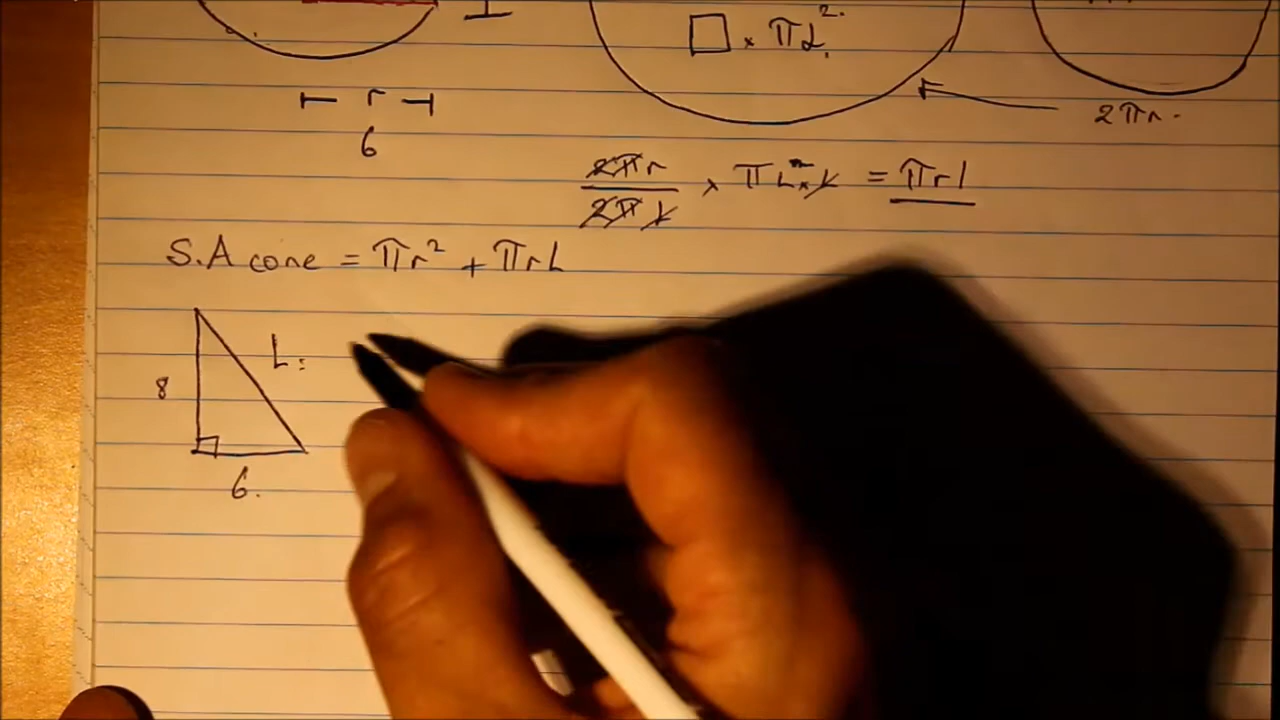 □ × πL².
r
6
2πr.
2πr / 2πL × πL² = πrl
S.A cone = πr² + πrL
L =
8
6.